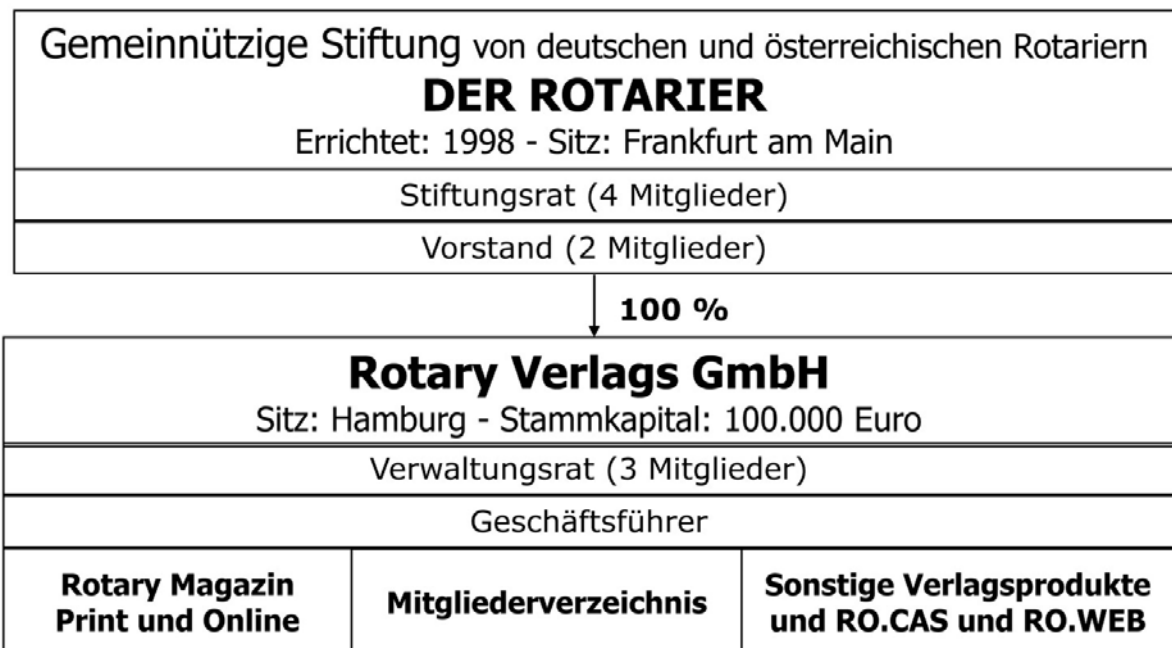 Gemeinnützige Stiftung von deutschen und österreichischen Rotariern
DER ROTARIER
Errichtet: 1998 - Sitz: Frankfurt am Main
Stiftungsrat (4 Mitglieder)
Vorstand (2 Mitglieder)
100 %
Rotary Verlags GmbH
Sitz: Hamburg - Stammkapital: 100.000 Euro
Verwaltungsrat (3 Mitglieder)
Geschäftsführer
Rotary Magazin
Print und Online
Mitgliederverzeichnis
Sonstige Verlagsprodukte
und RO.CAS und RO.WEB